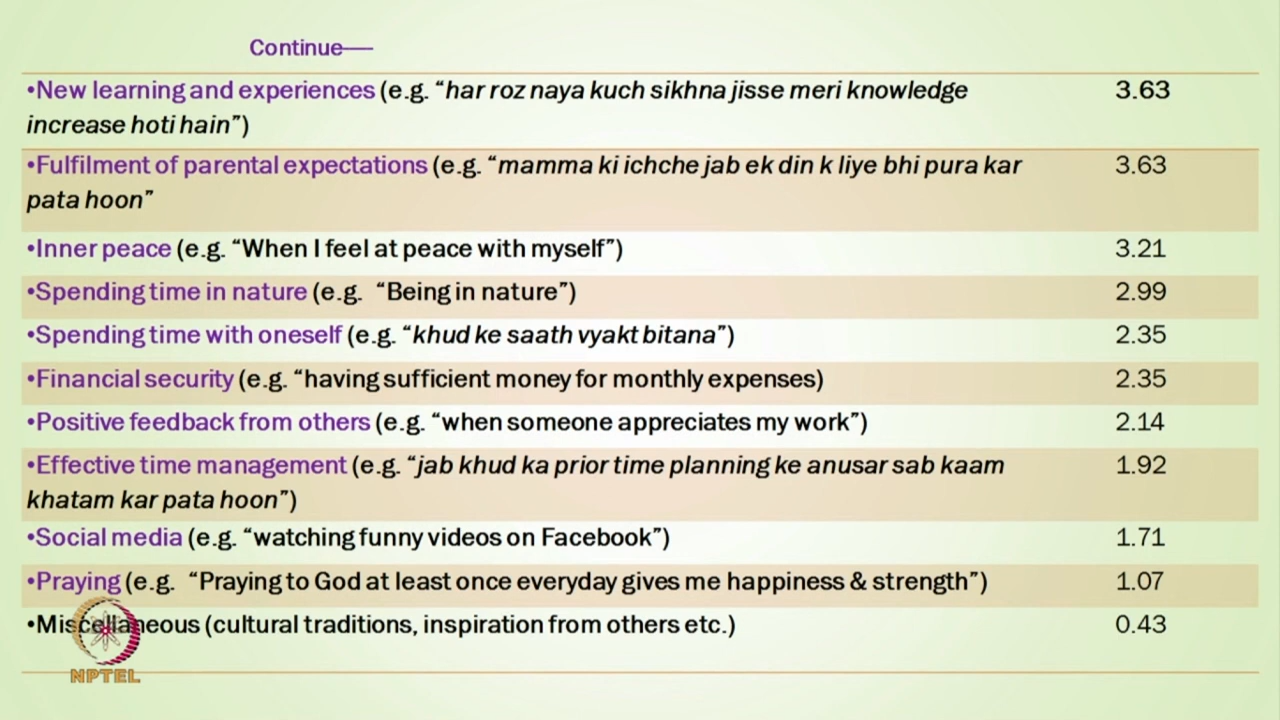 Continue—
•New learning and experiences (e.g. “har roz naya kuch sikhna jisse meri knowledge 3.63
increase hoti hain”)
•Fulfilment of parental expectations (e.g. “mamma ki ichche jab ek din k liye bhi pura kar 3.63
pata hoon”
•Inner peace (e.g. “When I feel at peace with myself”) 3.21
•Spending time in nature (e.g. “Being in nature”) 2.99
•Spending time with oneself (e.g. “khud ke saath vyakt bitana”) 2.35
•Financial security (e.g. “having sufficient money for monthly expenses) 2.35
•Positive feedback from others (e.g. “when someone appreciates my work”) 2.14
•Effective time management (e.g. “jab khud ka prior time planning ke anusar sab kaam 1.92
khatam kar pata hoon”)
•Social media (e.g. “watching funny videos on Facebook”) 1.71
•Praying (e.g. “Praying to God at least once everyday gives me happiness & strength”) 1.07
•Miscellaneous (cultural traditions, inspiration from others etc.) 0.43
NPTEL